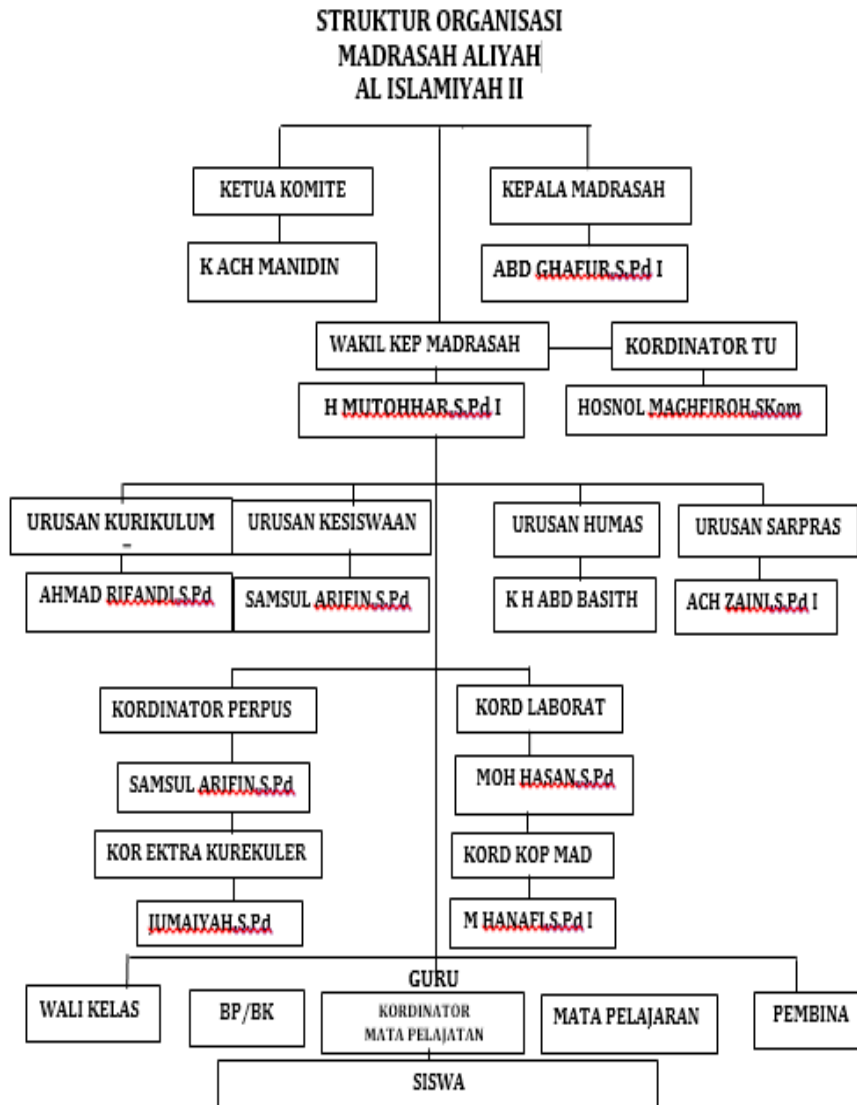 STRUKTUR ORGANISASI
MADRASAH ALIYAH
AL ISLAMIYAH II
KETUA KOMITE
KEPALA MADRASAH
K ACH MANIDIN
ABD GHAFUR,S,Pd I
WAKIL KEP MADRASAH
KORDINATOR TU
H MUTOHHAR,S,Pd I
HOSNOL MAGHFIROH,SKom
URUSAN KURIKULUM
URUSAN KESISWAAN
URUSAN HUMAS
URUSAN SARPRAS
AHMAD RIFANDI,S,Pd
SAMSUL ARIFIN,S,Pd
K H ABD BASITH
ACH ZAINI,S,Pd I
KORDINATOR PERPUS
KORD LABORAT
SAMSUL ARIFIN,S,Pd
MOH HASAN,S,Pd
KOR EKTRA KUREKULER
KORD KOP MAD
JUMAIYAH,S,Pd
M HANAFI,S,Pd I
GURU
WALI KELAS
BP/BK
KORDINATOR
MATA PELAJATAN
MATA PELAJARAN
PEMBINA
SISWA